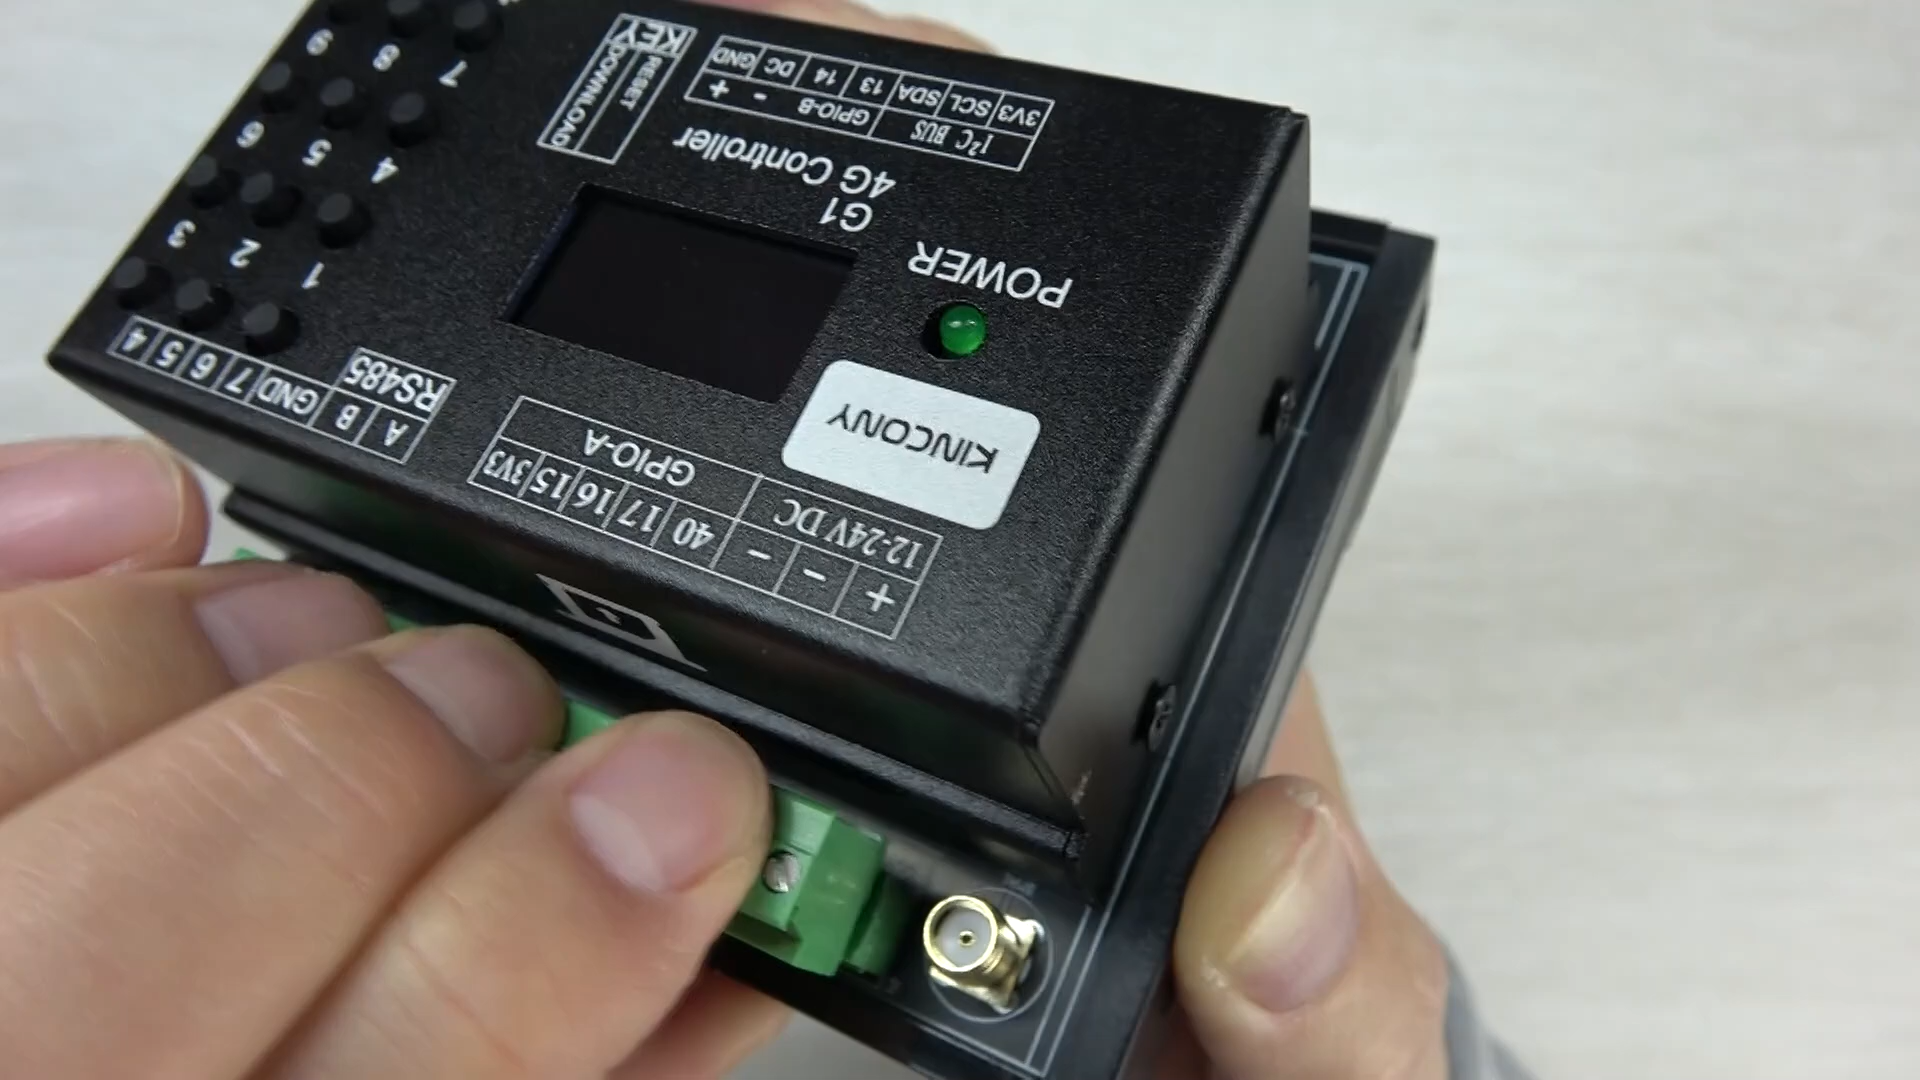 + - - 40 17 16 15 3V3
12-24V DC GPIO-A
A B GND 7 6 5 4
RS485
KINCONY
POWER
G1
4G Controller
I²C BUS GPIO-B - +
3V3 SCL SDA 13 14 DC GND
DOWNLOAD
RESET
KEY
1 2 3
4 5 6
7 8 9